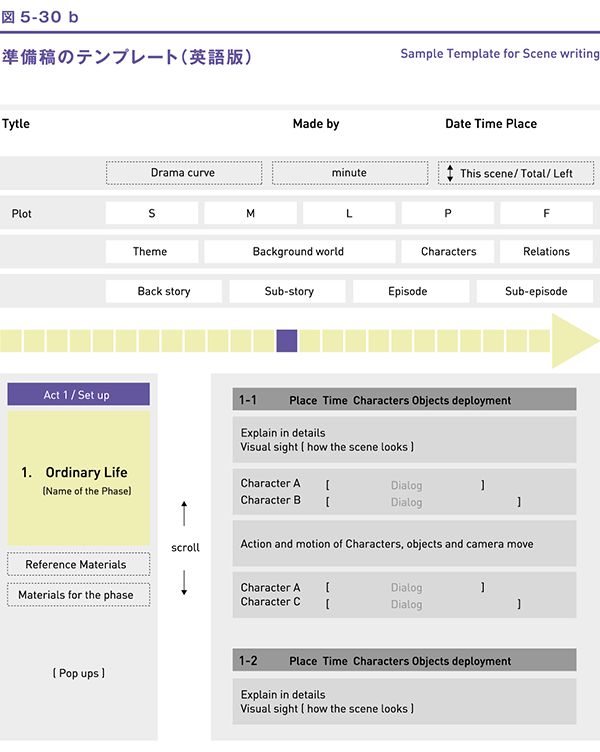 図 5-30 b
準備稿のテンプレート（英語版） Sample Template for Scene writing
Tytle Made by Date Time Place
Drama curve minute This scene/ Total/ Left
Plot S M L P F
Theme Background world Characters Relations
Back story Sub-story Episode Sub-episode
Act 1 / Set up
1. Ordinary Life
(Name of the Phase)
Reference Materials
Materials for the phase
( Pop ups )
scroll
1-1 Place Time Characters Objects deployment
Explain in details
Visual sight ( how the scene looks )
Character A [ Dialog ]
Character B [ Dialog ]
Action and motion of Characters, objects and camera move
Character A [ Dialog ]
Character C [ Dialog ]
1-2 Place Time Characters Objects deployment
Explain in details
Visual sight ( how the scene looks )